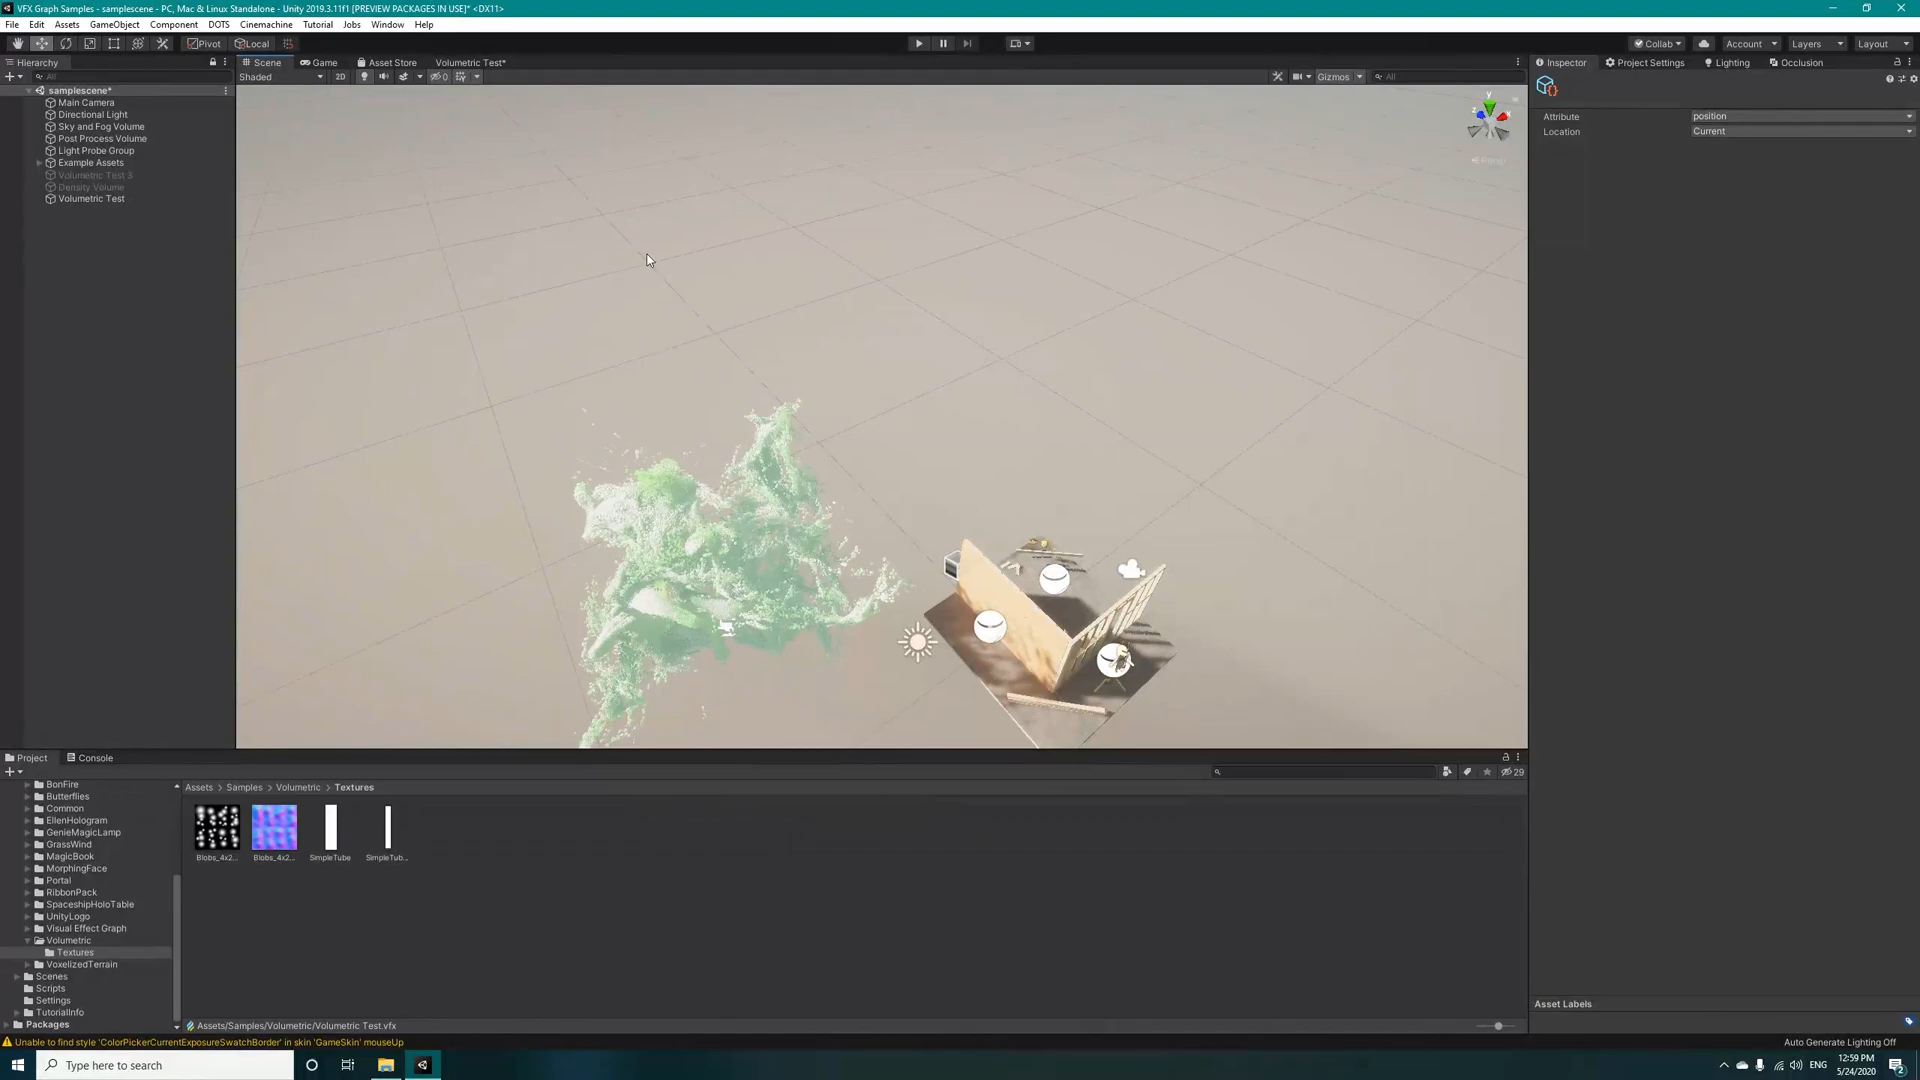 VFX Graph Samples - samplescene - PC, Mac & Linux Standalone - Unity 2019.3.11f1 [PREVIEW PACKAGES IN USE]* <DX11>
File Edit Assets GameObject Component DOTS Cinemachine Tutorial Jobs Window Help
Pivot Local Collab Account Layers Layout
Hierarchy Scene Game Asset Store Volumetric Test* Inspector Project Settings Lighting Occlusion
All Shaded 2D 0 Gizmos All
samplescene*
Main Camera
Directional Light
Sky and Fog Volume
Post Process Volume
Light Probe Group
Example Assets
Volumetric Test 3
Density Volume
Volumetric Test
y
z x
Persp
Attribute position
Location Current
Project Console
29
BonFire
Butterflies
Common
EllenHologram
GenieMagicLamp
GrassWind
MagicBook
MorphingFace
Portal
RibbonPack
SpaceshipHoloTable
UnityLogo
Visual Effect Graph
Volumetric
Textures
VoxelizedTerrain
Scenes
Scripts
Settings
TutorialInfo
Packages
Assets > Samples > Volumetric > Textures
Blobs_4x2... Blobs_4x2... SimpleTube SimpleTub...
Assets/Samples/Volumetric/Volumetric Test.vfx
Asset Labels
Unable to find style 'ColorPickerCurrentExposureSwatchBorder' in skin 'GameSkin' mouseUp
Auto Generate Lighting Off
Type here to search
ENG
12:59 PM
5/24/2020
2